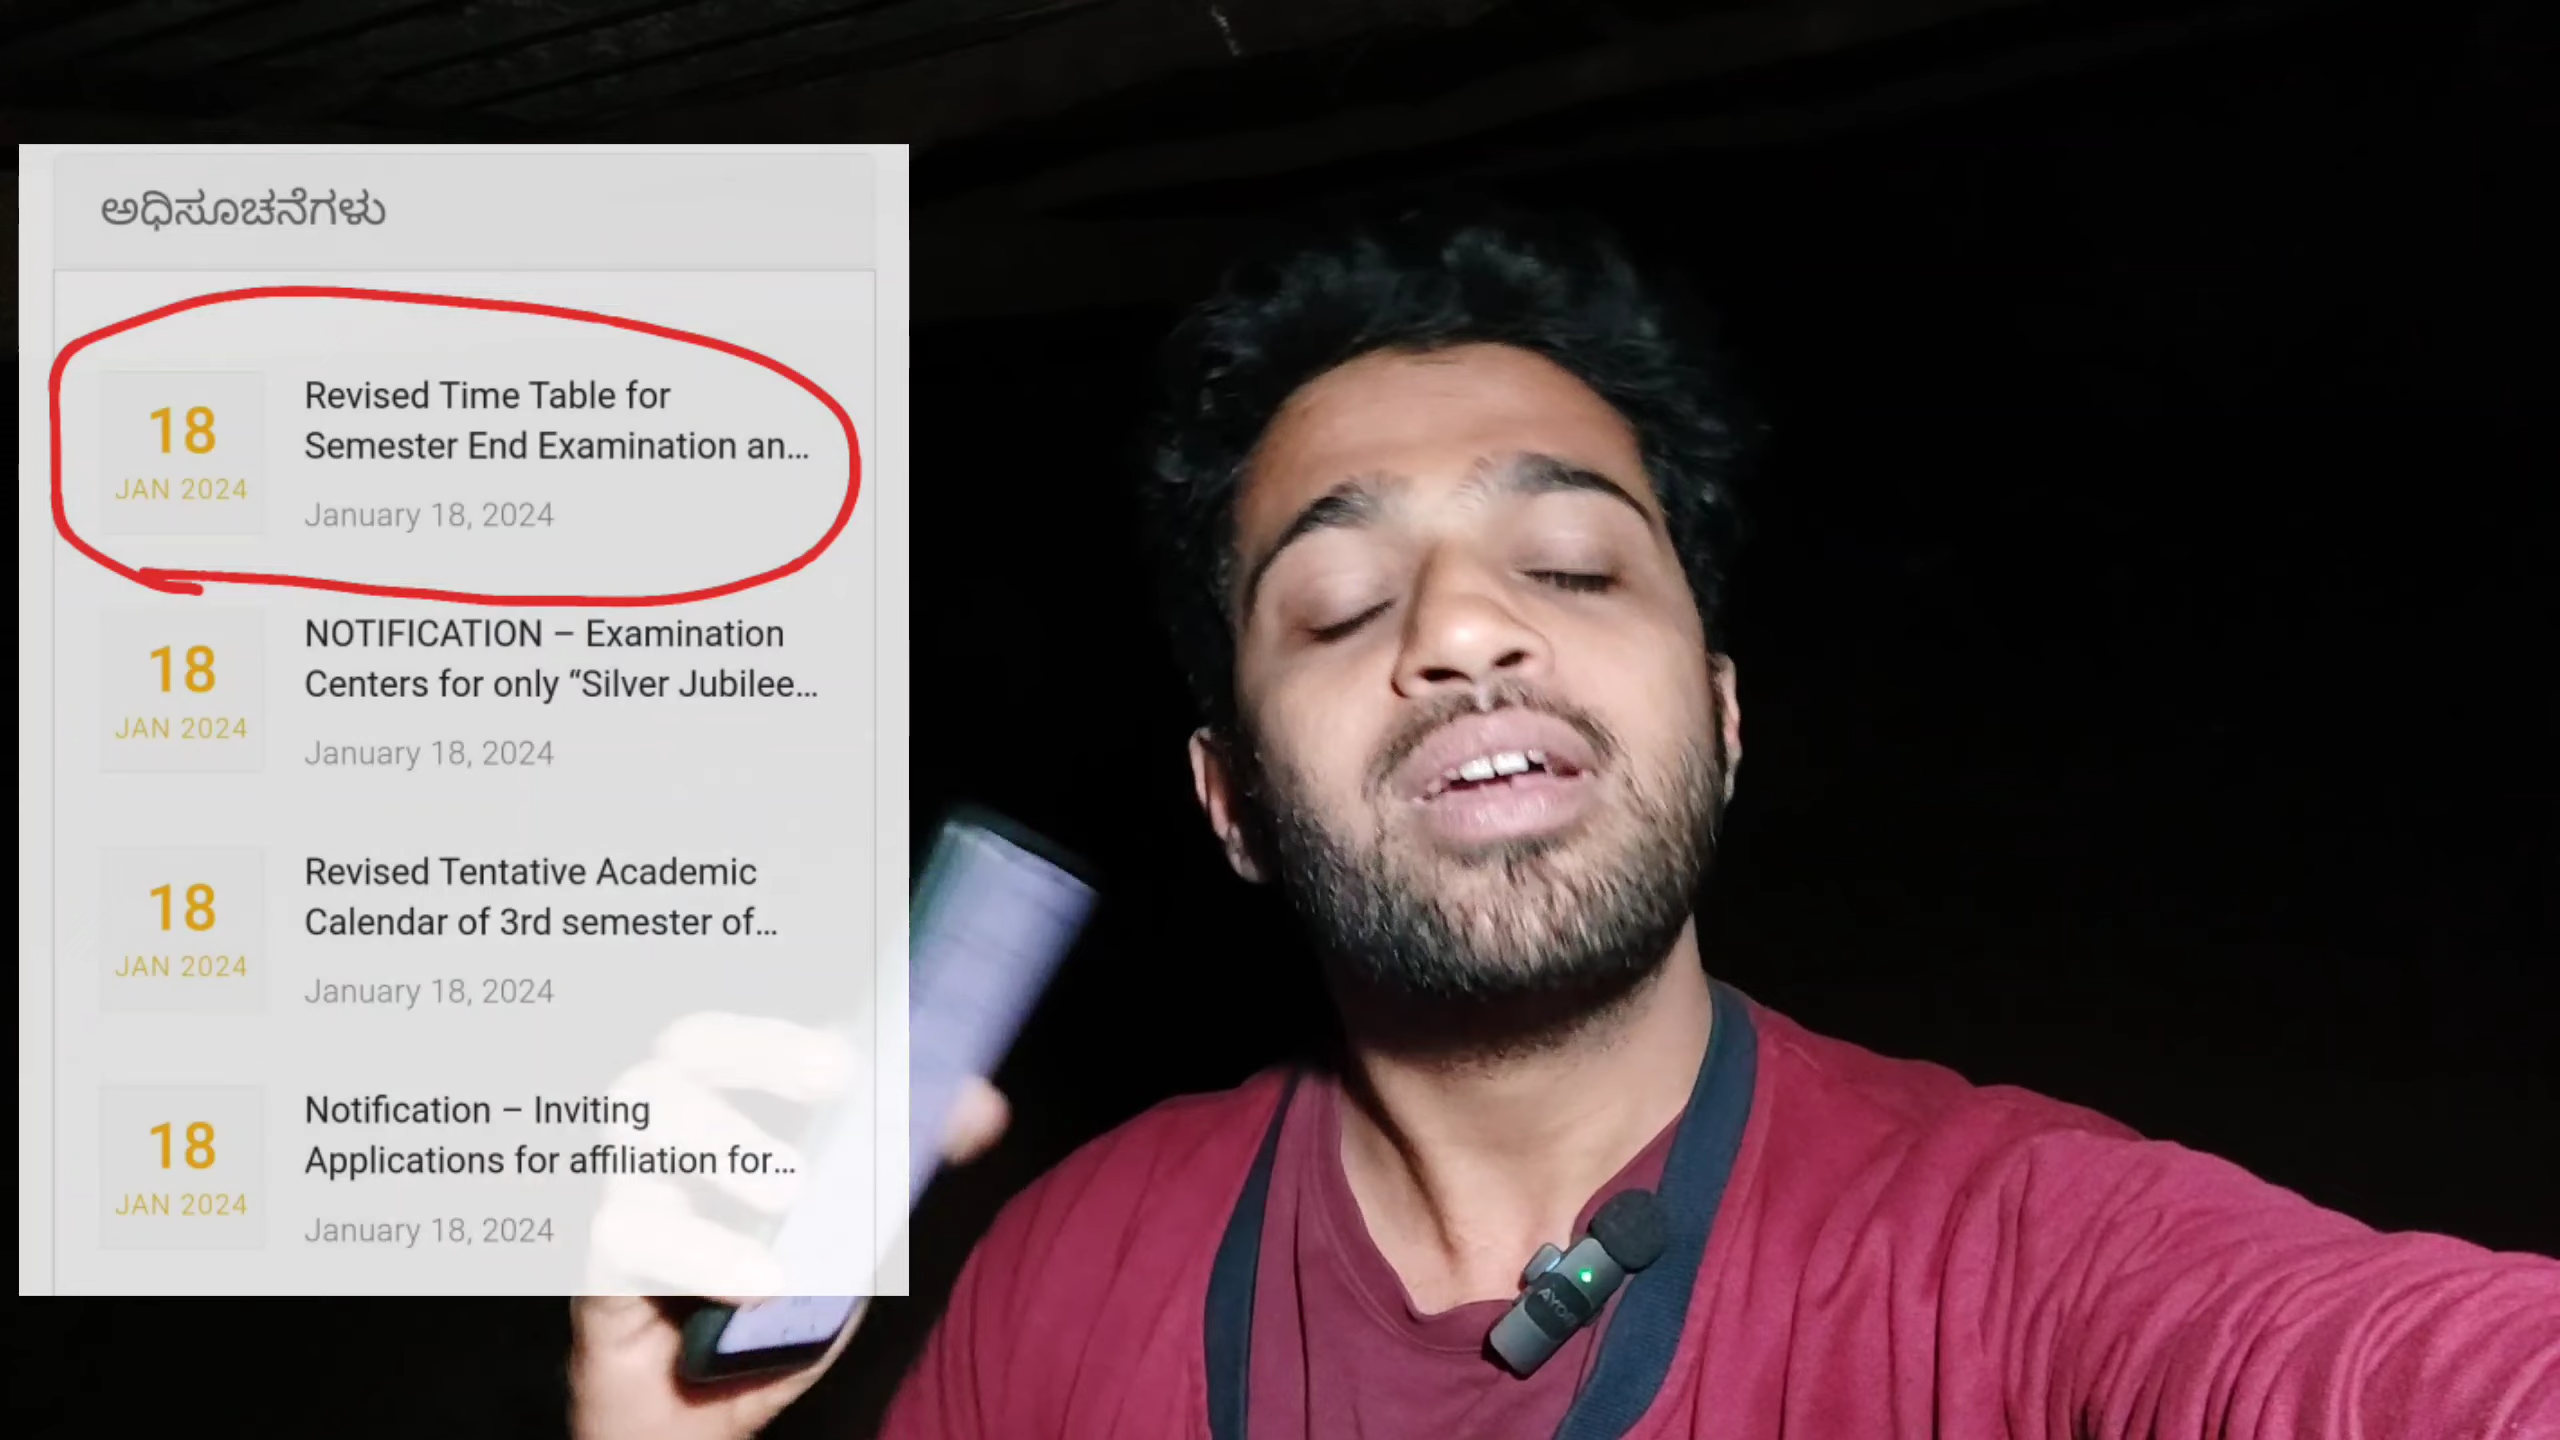 ಅಧಿಸೂಚನೆಗಳು
18
JAN 2024
Revised Time Table for
Semester End Examination an...
January 18, 2024
18
JAN 2024
NOTIFICATION – Examination
Centers for only “Silver Jubilee...
January 18, 2024
18
JAN 2024
Revised Tentative Academic
Calendar of 3rd semester of...
January 18, 2024
18
JAN 2024
Notification – Inviting
Applications for affiliation for...
January 18, 2024